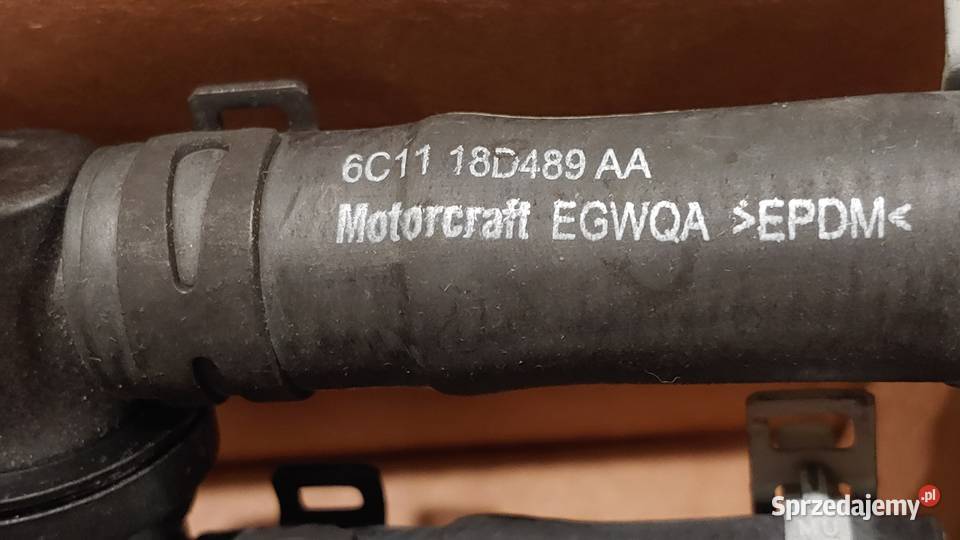 6C11 18D489 AA
Motorcraft EGWQA >EPDM<
Sprzedajemy.pl